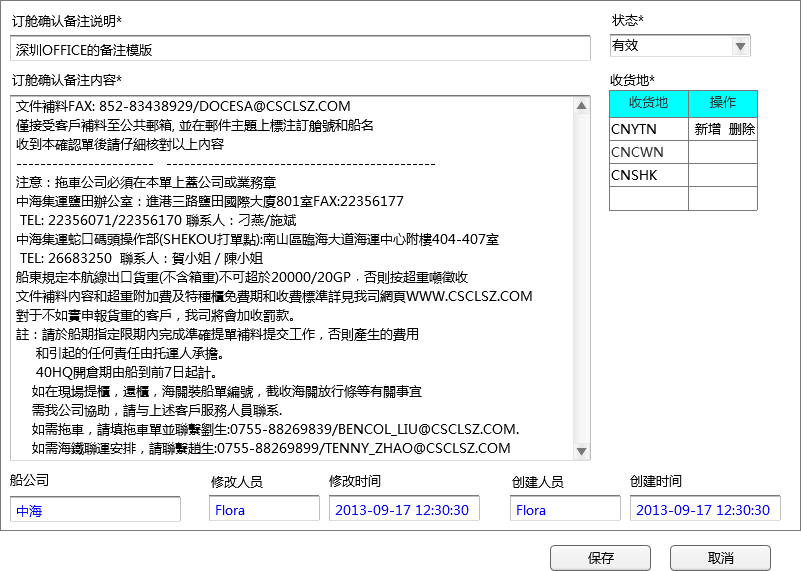 订舱确认备注说明*
状态*
深圳OFFICE的备注模版
有效
订舱确认备注内容*
收货地*
文件補料FAX: 852-83438929/DOCESA@CSCLSZ.COM
僅接受客戶補料至公共郵箱, 並在郵件主題上標注訂艙號和船名
收到本確認單後請仔細核對以上内容
----------------------- ---------------------------------------------
注意：拖車公司必須在本單上蓋公司或業務章
中海集运鹽田辦公室：進港三路鹽田國際大廈801室FAX:22356177
TEL: 22356071/22356170 聯系人：刁燕/施斌
中海集運蛇口碼頭操作部(SHEKOU打單點):南山區臨海大道海運中心附樓404-407室
TEL: 26683250 聯系人：賀小姐 / 陳小姐
船東規定本航線出口貨重(不含箱重)不可超於20000/20GP，否則按超重噸徵收
文件補料内容和超重附加費及特種櫃免費期和收費標準詳見我司網頁WWW.CSCLSZ.COM
對于不如實申報貨重的客戶，我司將會加收罰款。
註：請於船期指定限期内完成準確提單補料提交工作，否則產生的費用
和引起的任何責任由托運人承擔。
40HQ開倉期由船到前7日起計。
如在現場提櫃，還櫃，海關裝船單編號，截收海關放行條等有關事宜
需我公司協助，請与上述客戶服務人員聯系.
如需拖車，請填拖車單並聯繫劉生:0755-88269839/BENCOL_LIU@CSCLSZ.COM.
如需海鐵聯運安排，請聯繫趙生:0755-88269899/TENNY_ZHAO@CSCLSZ.COM
收货地 操作
CNYTN 新增 删除
CNCWN
CNSHK
船公司 修改人员 修改时间 创建人员 创建时间
中海 Flora 2013-09-17 12:30:30 Flora 2013-09-17 12:30:30
保存 取消